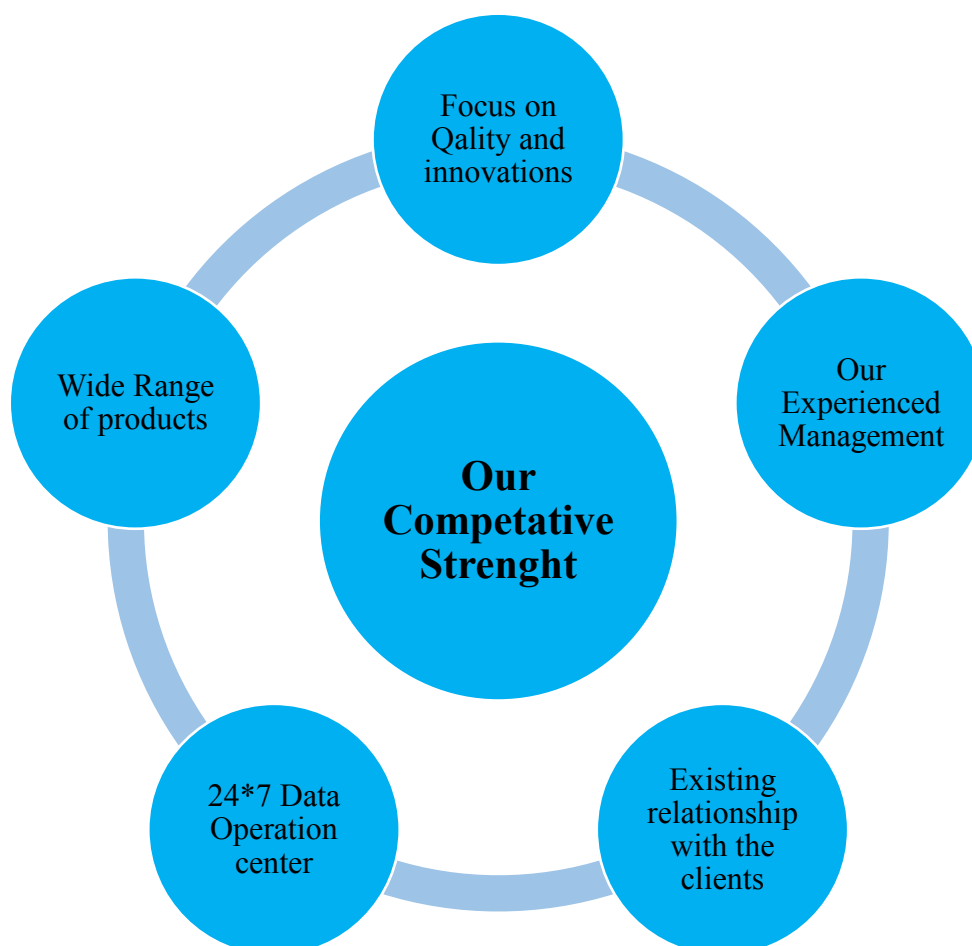 Focus on
Qality and
innovations
Our
Experienced
Management
Existing
relationship
with the
clients
24*7 Data
Operation
center
Wide Range
of products
Our
Competative
Strenght